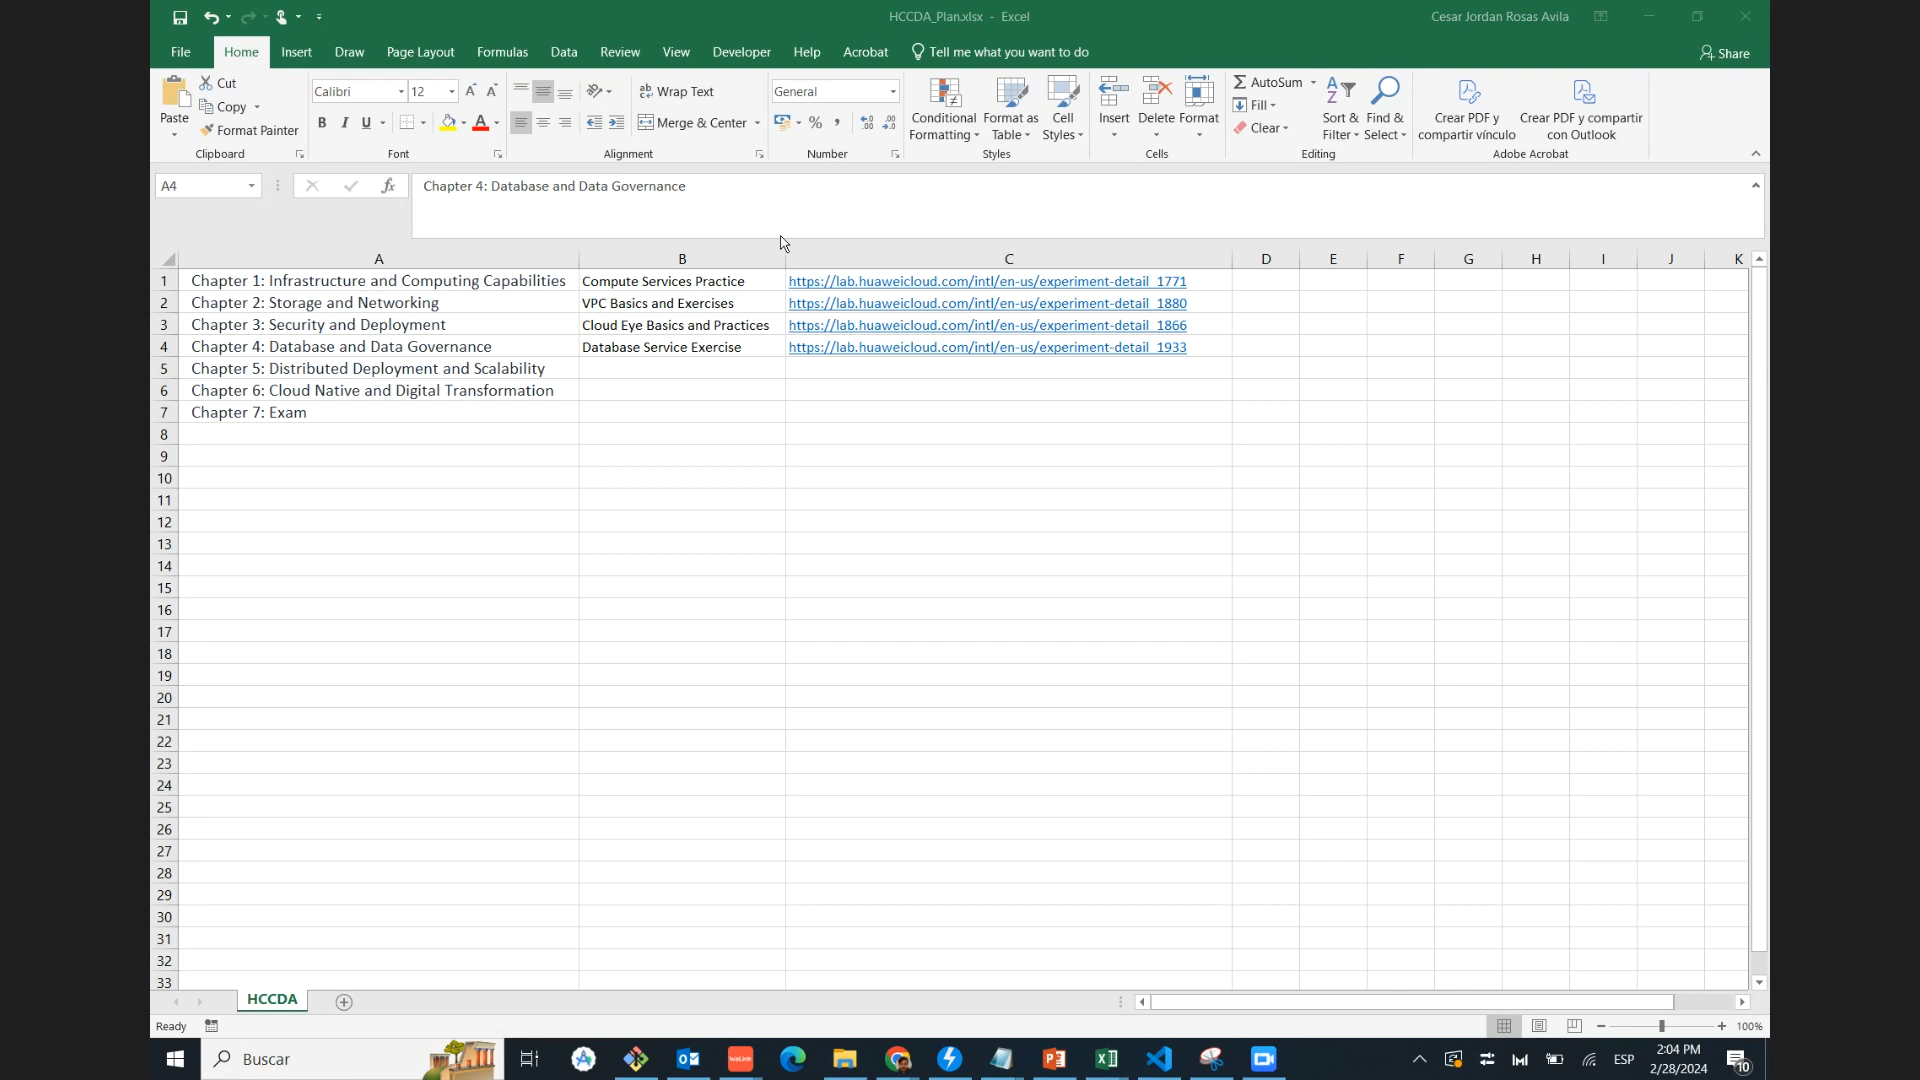 HCCDA_Plan.xlsx - Excel
Cesar Jordan Rosas Avila
File Home Insert Draw Page Layout Formulas Data Review View Developer Help Acrobat Tell me what you want to do Share
Paste
Cut
Copy
Format Painter
Clipboard
Calibri 12
B I U
Font
Wrap Text
Merge & Center
Alignment
General
Number
Conditional Formatting
Format as Table
Cell Styles
Styles
Insert Delete Format
Cells
AutoSum
Fill
Clear
Sort & Filter
Find & Select
Editing
Crear PDF y compartir vínculo
Crear PDF y compartir con Outlook
Adobe Acrobat
A4
fx
Chapter 4: Database and Data Governance
A B C D E F G H I J K
1 Chapter 1: Infrastructure and Computing Capabilities Compute Services Practice https://lab.huaweicloud.com/intl/en-us/experiment-detail_1771
2 Chapter 2: Storage and Networking VPC Basics and Exercises https://lab.huaweicloud.com/intl/en-us/experiment-detail_1880
3 Chapter 3: Security and Deployment Cloud Eye Basics and Practices https://lab.huaweicloud.com/intl/en-us/experiment-detail_1866
4 Chapter 4: Database and Data Governance Database Service Exercise https://lab.huaweicloud.com/intl/en-us/experiment-detail_1933
5 Chapter 5: Distributed Deployment and Scalability
6 Chapter 6: Cloud Native and Digital Transformation
7 Chapter 7: Exam
8
9
10
11
12
13
14
15
16
17
18
19
20
21
22
23
24
25
26
27
28
29
30
31
32
33
HCCDA
Ready
100%
Buscar
ESP
2:04 PM
2/28/2024
10